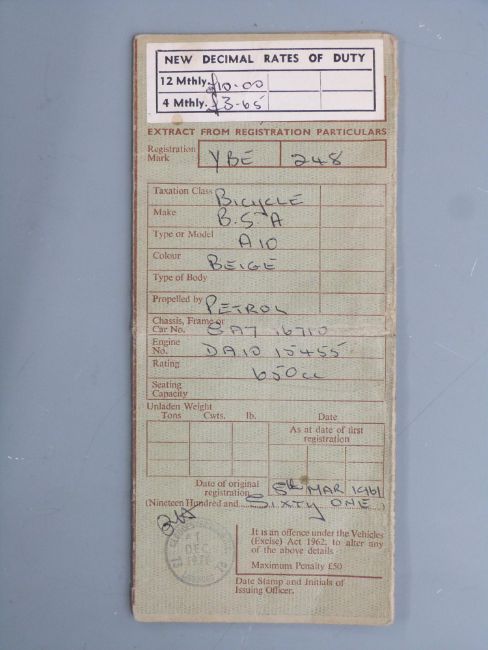 NEW DECIMAL RATES OF DUTY
12 Mthly. £10.00
4 Mthly. £3-65
EXTRACT FROM REGISTRATION PARTICULARS
Registration Mark YBE 248
Taxation Class BICYCLE
Make B.S.A
Type or Model A10
Colour BEIGE
Type of Body
Propelled by PETROL
Chassis, Frame or
Car No. GA7 16710
Engine
No. DA10 15455
Rating 650cc
Seating
Capacity
Unladen Weight
Tons Cwts. lb. Date
As at date of first
registration
Date of original
registration 8th MAR 1961
(Nineteen Hundred and SIXTY ONE
It is an offence under the Vehicles
(Excise) Act 1962, to alter any
of the above details
Maximum Penalty £50
1
DEC
Date Stamp and Initials of
Issuing Officer.